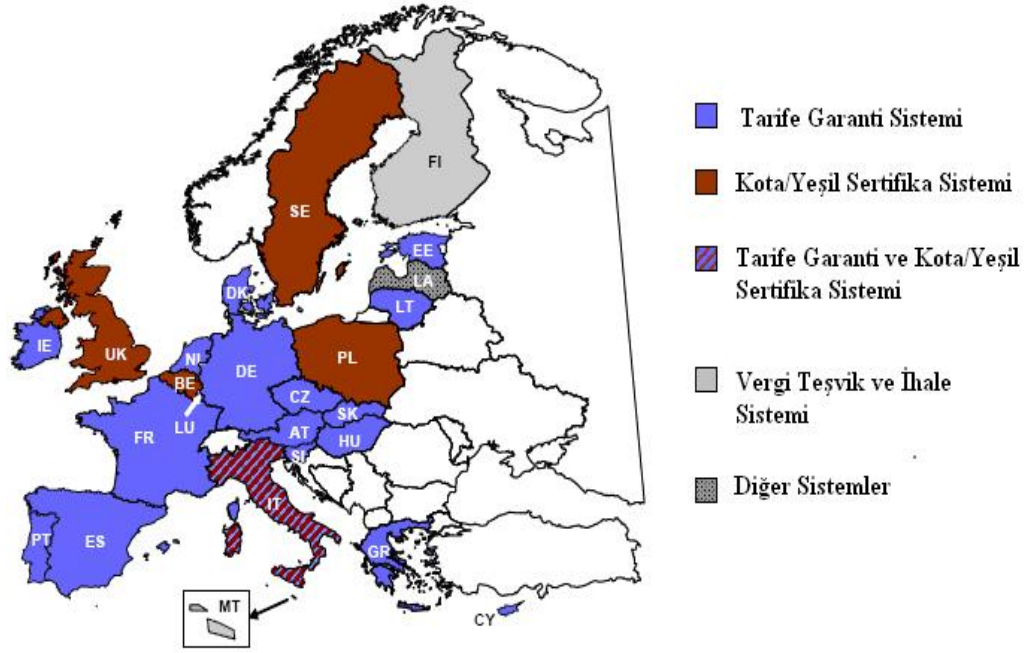 FI
SE
EE
LA
LT
DK
IE
UK
NL
BE
DE
PL
CZ
SK
LU
FR
AT
HU
SI
IT
PT
ES
GR
MT
CY
Tarife Garanti Sistemi
Kota/Yeşil Sertifika Sistemi
Tarife Garanti ve Kota/Yeşil
Sertifika Sistemi
Vergi Teşvik ve İhale
Sistemi
Diğer Sistemler